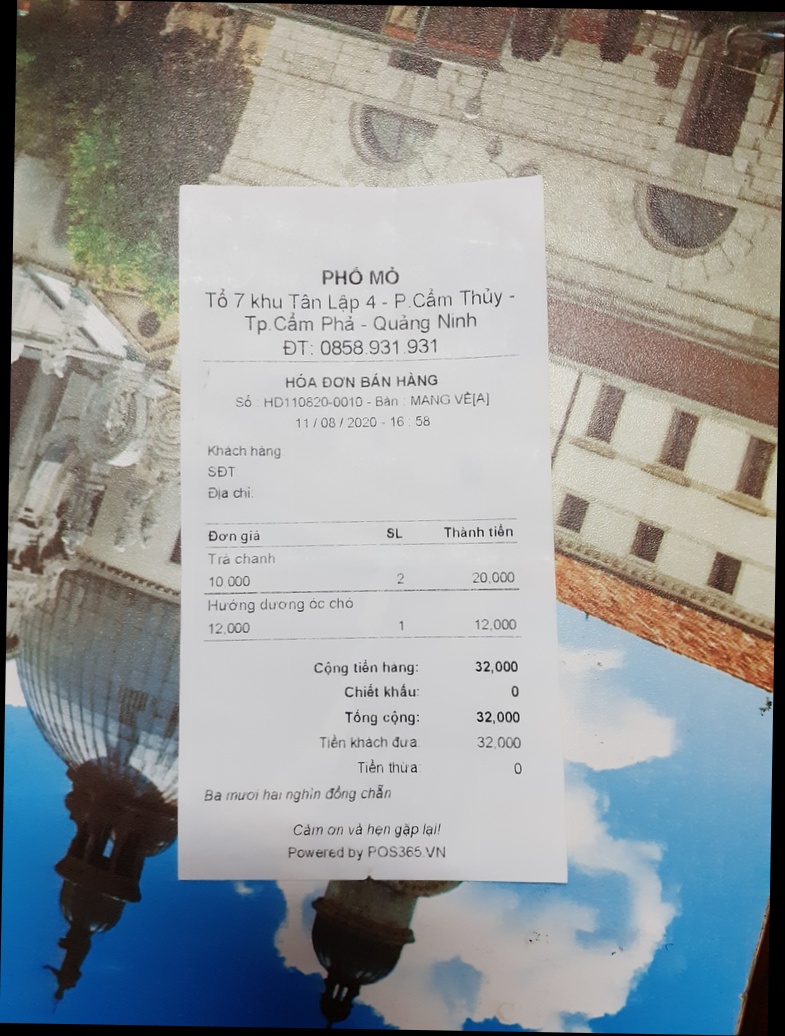 PHỐ MỎ
Tổ 7 khu Tân Lập 4 - P.Cẩm Thủy -
Tp.Cẩm Phả - Quảng Ninh
ĐT: 0858.931.931
HÓA ĐƠN BÁN HÀNG
Số : HD110820-0010 - Bàn : MANG VỀ[A]
11 / 08 / 2020 - 16 : 58
Khách hàng
SĐT
Địa chỉ:
Đơn giá SL Thành tiền
Trà chanh
10,000 2 20,000
Hướng dương óc chó
12,000 1 12,000
Cộng tiền hàng: 32,000
Chiết khấu: 0
Tổng cộng: 32,000
Tiền khách đưa: 32,000
Tiền thừa: 0
Ba mươi hai nghìn đồng chẵn
Cảm ơn và hẹn gặp lại!
Powered by POS365.VN